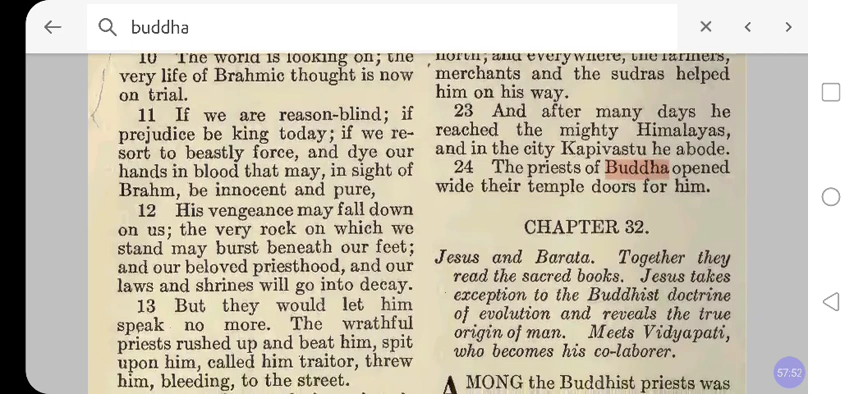 buddha
10 The world is looking on; the
very life of Brahmic thought is now
on trial.
11 If we are reason-blind; if
prejudice be king today; if we re-
sort to beastly force, and dye our
hands in blood that may, in sight of
Brahm, be innocent and pure,
12 His vengeance may fall down
on us; the very rock on which we
stand may burst beneath our feet;
and our beloved priesthood, and our
laws and shrines will go into decay.
13 But they would let him
speak no more. The wrathful
priests rushed up and beat him, spit
upon him, called him traitor, threw
him, bleeding, to the street.
north; and everywhere, the farmers,
merchants and the sudras helped
him on his way.
23 And after many days he
reached the mighty Himalayas,
and in the city Kapivastu he abode.
24 The priests of Buddha opened
wide their temple doors for him.
CHAPTER 32.
Jesus and Barata. Together they
read the sacred books. Jesus takes
exception to the Buddhist doctrine
of evolution and reveals the true
origin of man. Meets Vidyapati,
who becomes his co-laborer.
AMONG the Buddhist priests was
57:52